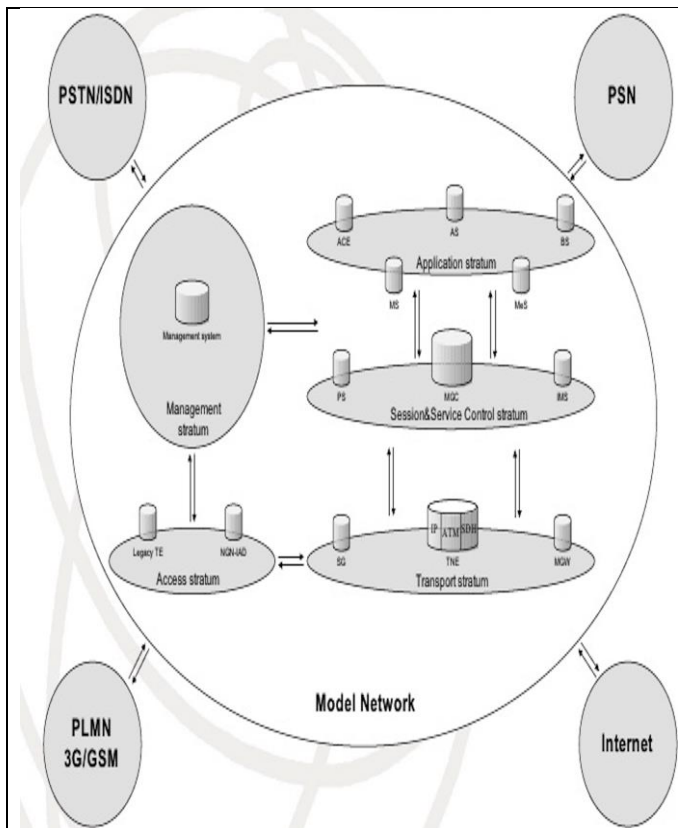 PSTN/ISDN
PSN
ACE
AS
BS
Application stratum
MS
MeS
Management system
Management
stratum
PS
MGC
IMS
Session&Service Control stratum
Legacy TE
NGN-IAD
Access stratum
IP
ATM
SDH
SG
TNE
MGW
Transport stratum
Model Network
PLMN
3G/GSM
Internet